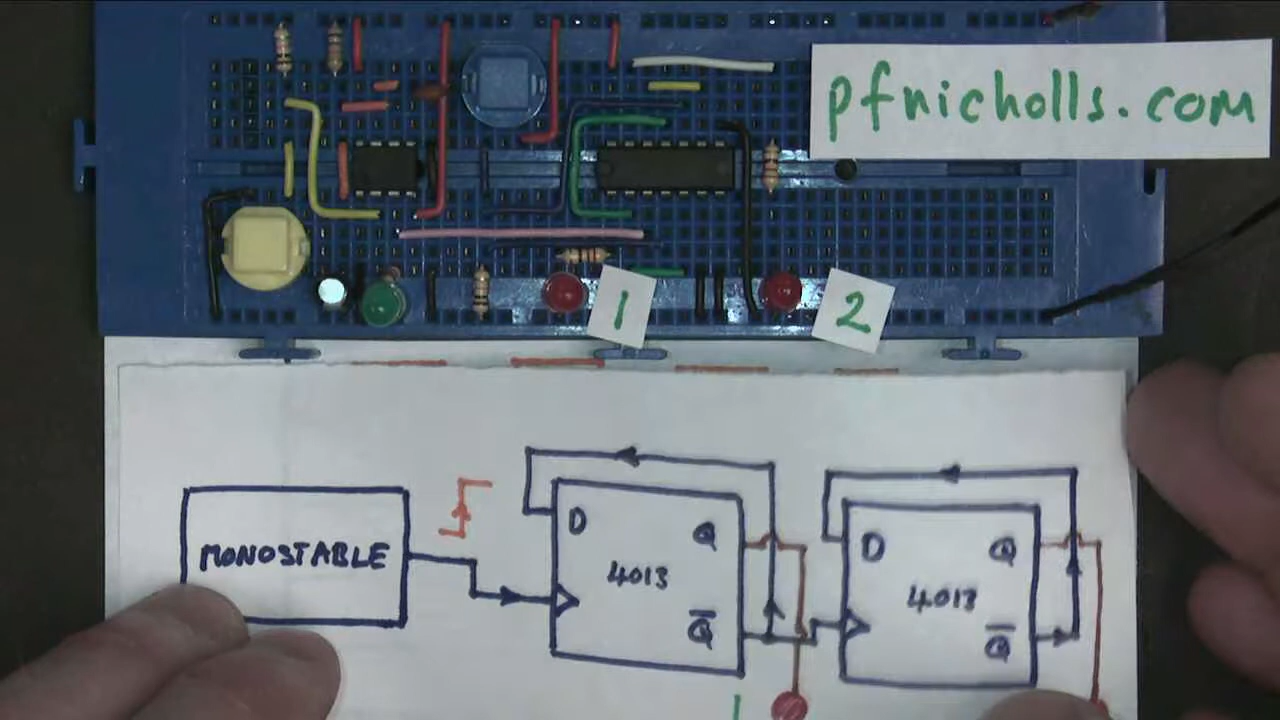 pfnicholls.com
1
2
MONOSTABLE
D
Q
4013
Q̅
D
Q
4013
Q̅
1